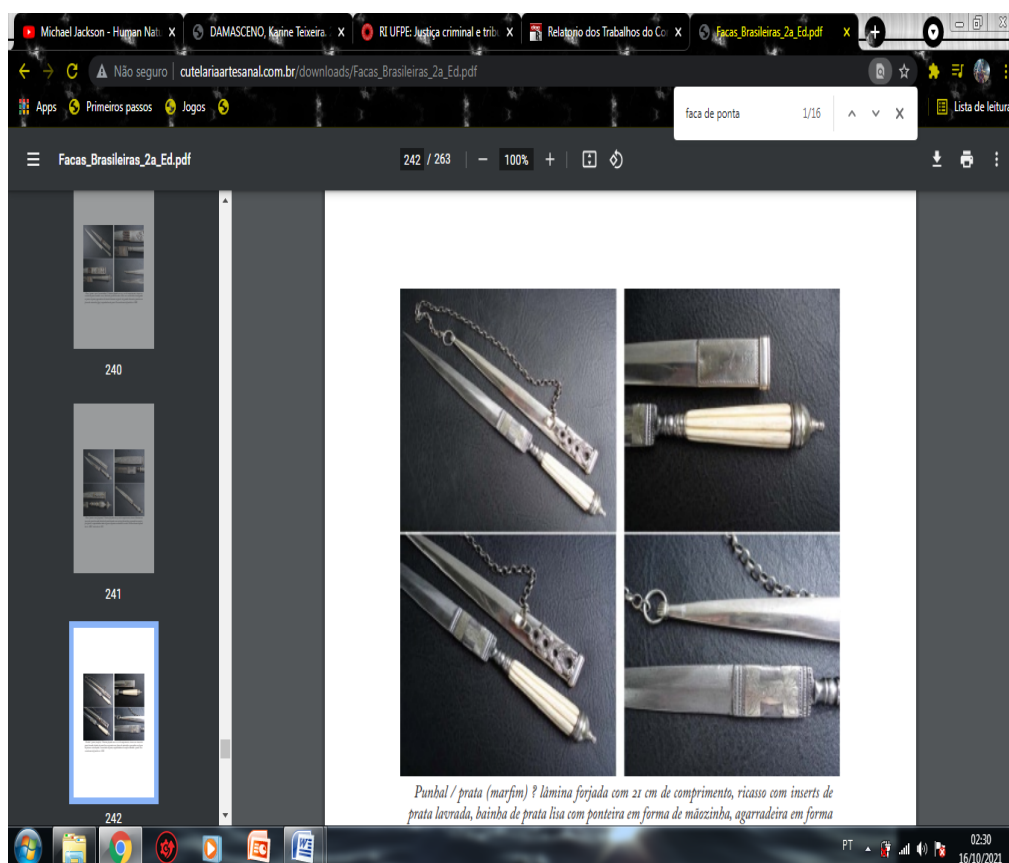 Michael Jackson - Human Nat
DAMASCENO, Karine Teixeira.
RI UFPE: Justiça criminal e tribu
Relatorio dos Trabalhos do Co
Facas_Brasileiras_2a_Ed.pdf
Não seguro
cutelariaartesanal.com.br/downloads/Facas_Brasileiras_2a_Ed.pdf
Apps
Primeiros passos
Jogos
Lista de leitura
faca de ponta
1/16
Facas_Brasileiras_2a_Ed.pdf
242 / 263
100%
240
241
242
Punhal / prata (marfim) ? lâmina forjada com 21 cm de comprimento, ricasso com inserts de
prata lavrada, bainha de prata lisa com ponteira em forma de mãozinha, agarradeira em forma
PT
02:30
16/10/2021